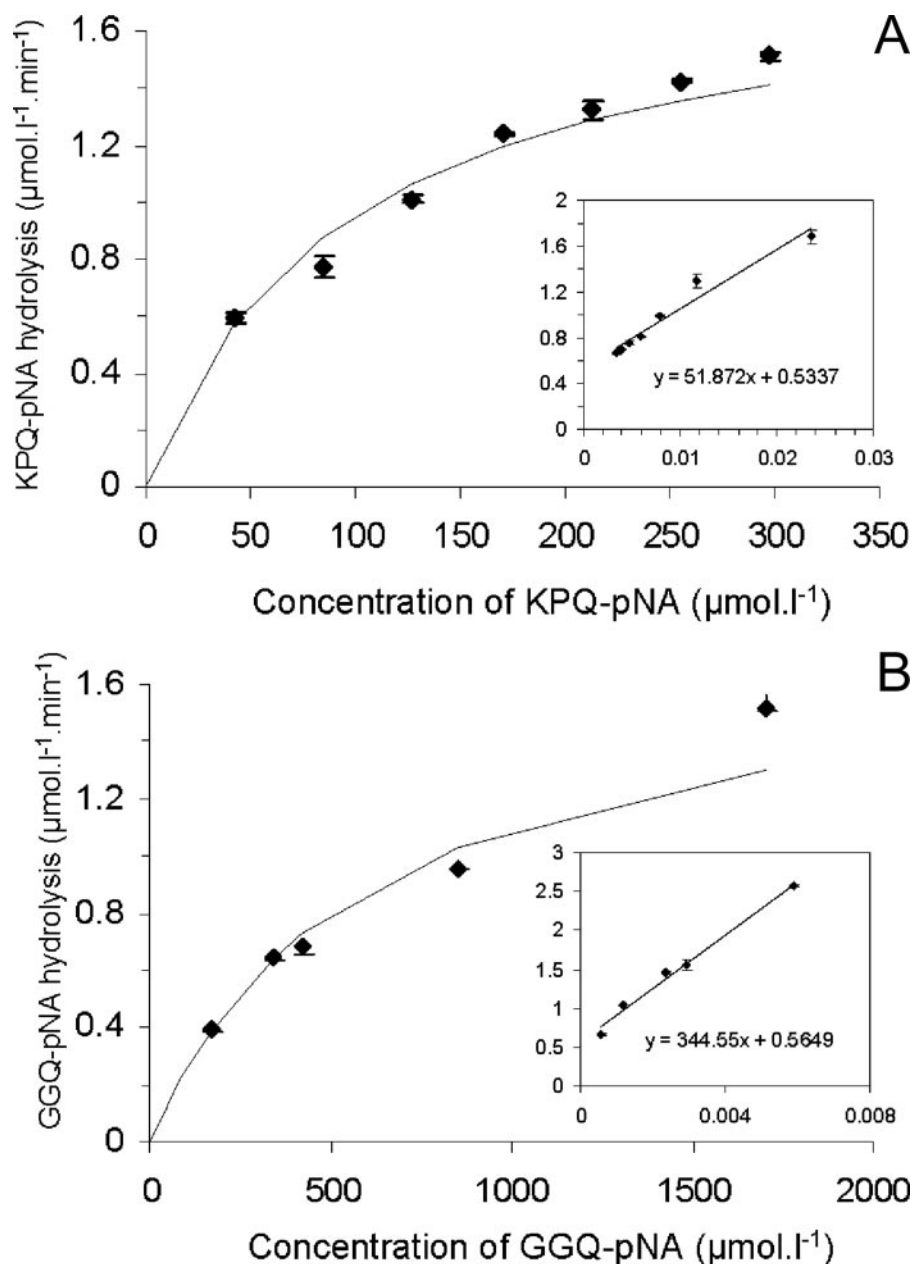 A
KPQ-pNA hydrolysis (µmol.l⁻¹.min⁻¹)
1.6
1.2
0.8
0.4
0
0 50 100 150 200 250 300 350
Concentration of KPQ-pNA (µmol.l⁻¹)
2
1.6
1.2
0.8
0.4
0
y = 51.872x + 0.5337
0 0.01 0.02 0.03
B
GGQ-pNA hydrolysis (µmol.l⁻¹.min⁻¹)
1.6
1.2
0.8
0.4
0
0 500 1000 1500 2000
Concentration of GGQ-pNA (µmol.l⁻¹)
3
2.5
2
1.5
1
0.5
0
y = 344.55x + 0.5649
0 0.004 0.008